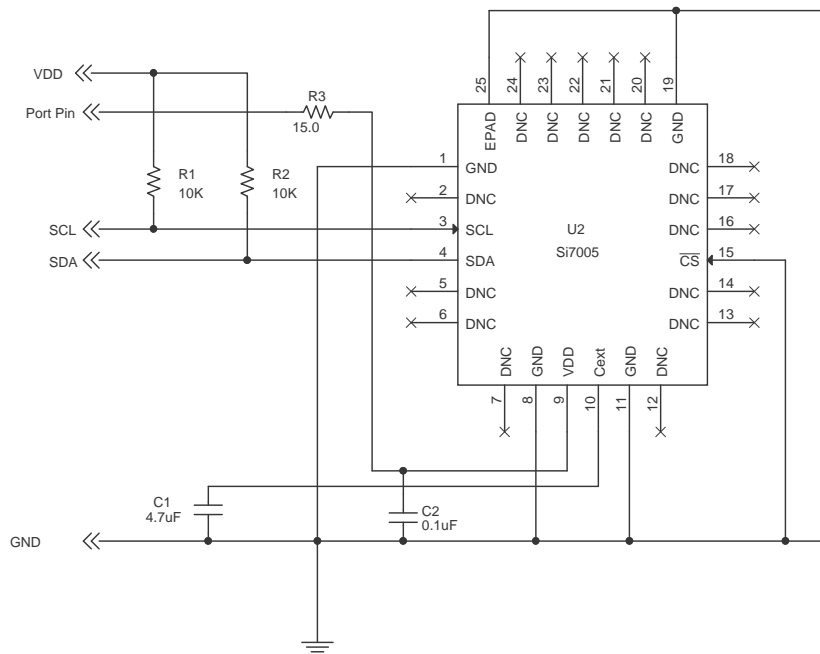 VDD
Port Pin
R3
15.0
R1
10K
R2
10K
SCL
SDA
25
24
23
22
21
20
19
EPAD
DNC
DNC
DNC
DNC
DNC
GND
1
GND
2
DNC
3
SCL
4
SDA
5
DNC
6
DNC
U2
Si7005
DNC
18
DNC
17
DNC
16
CS
15
DNC
14
DNC
13
DNC
GND
VDD
Cext
GND
DNC
7
8
9
10
11
12
C1
4.7uF
C2
0.1uF
GND